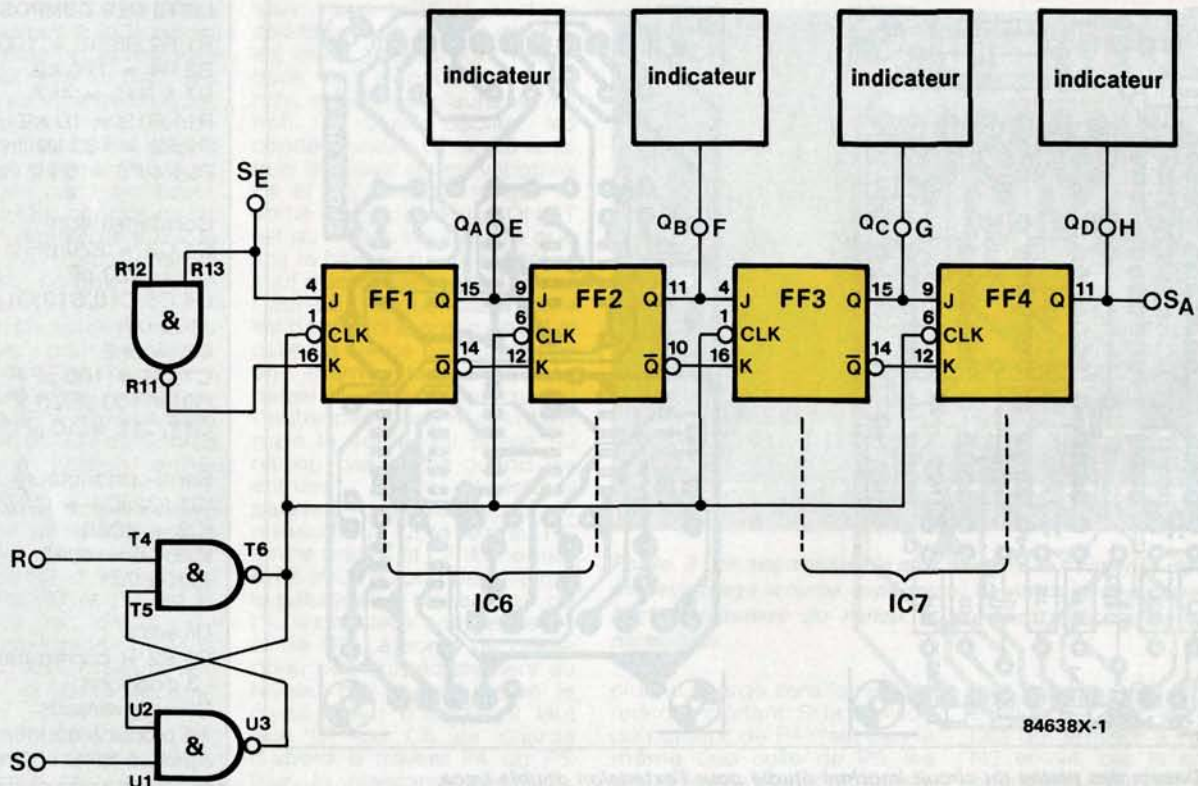 indicateur indicateur indicateur indicateur
SE
QA E QB F QC G QD H
R12 R13
&
R11
4 J FF1 Q 15 9 J FF2 Q 11 4 J FF3 Q 15 9 J FF4 Q 11 SA
1 CLK 6 CLK 1 CLK 6 CLK
16 K Q̅ 14 12 K Q̅ 10 16 K Q̅ 14 12 K
R T4 & T6
T5
IC6 IC7
U2 & U3
S U1
84638X-1